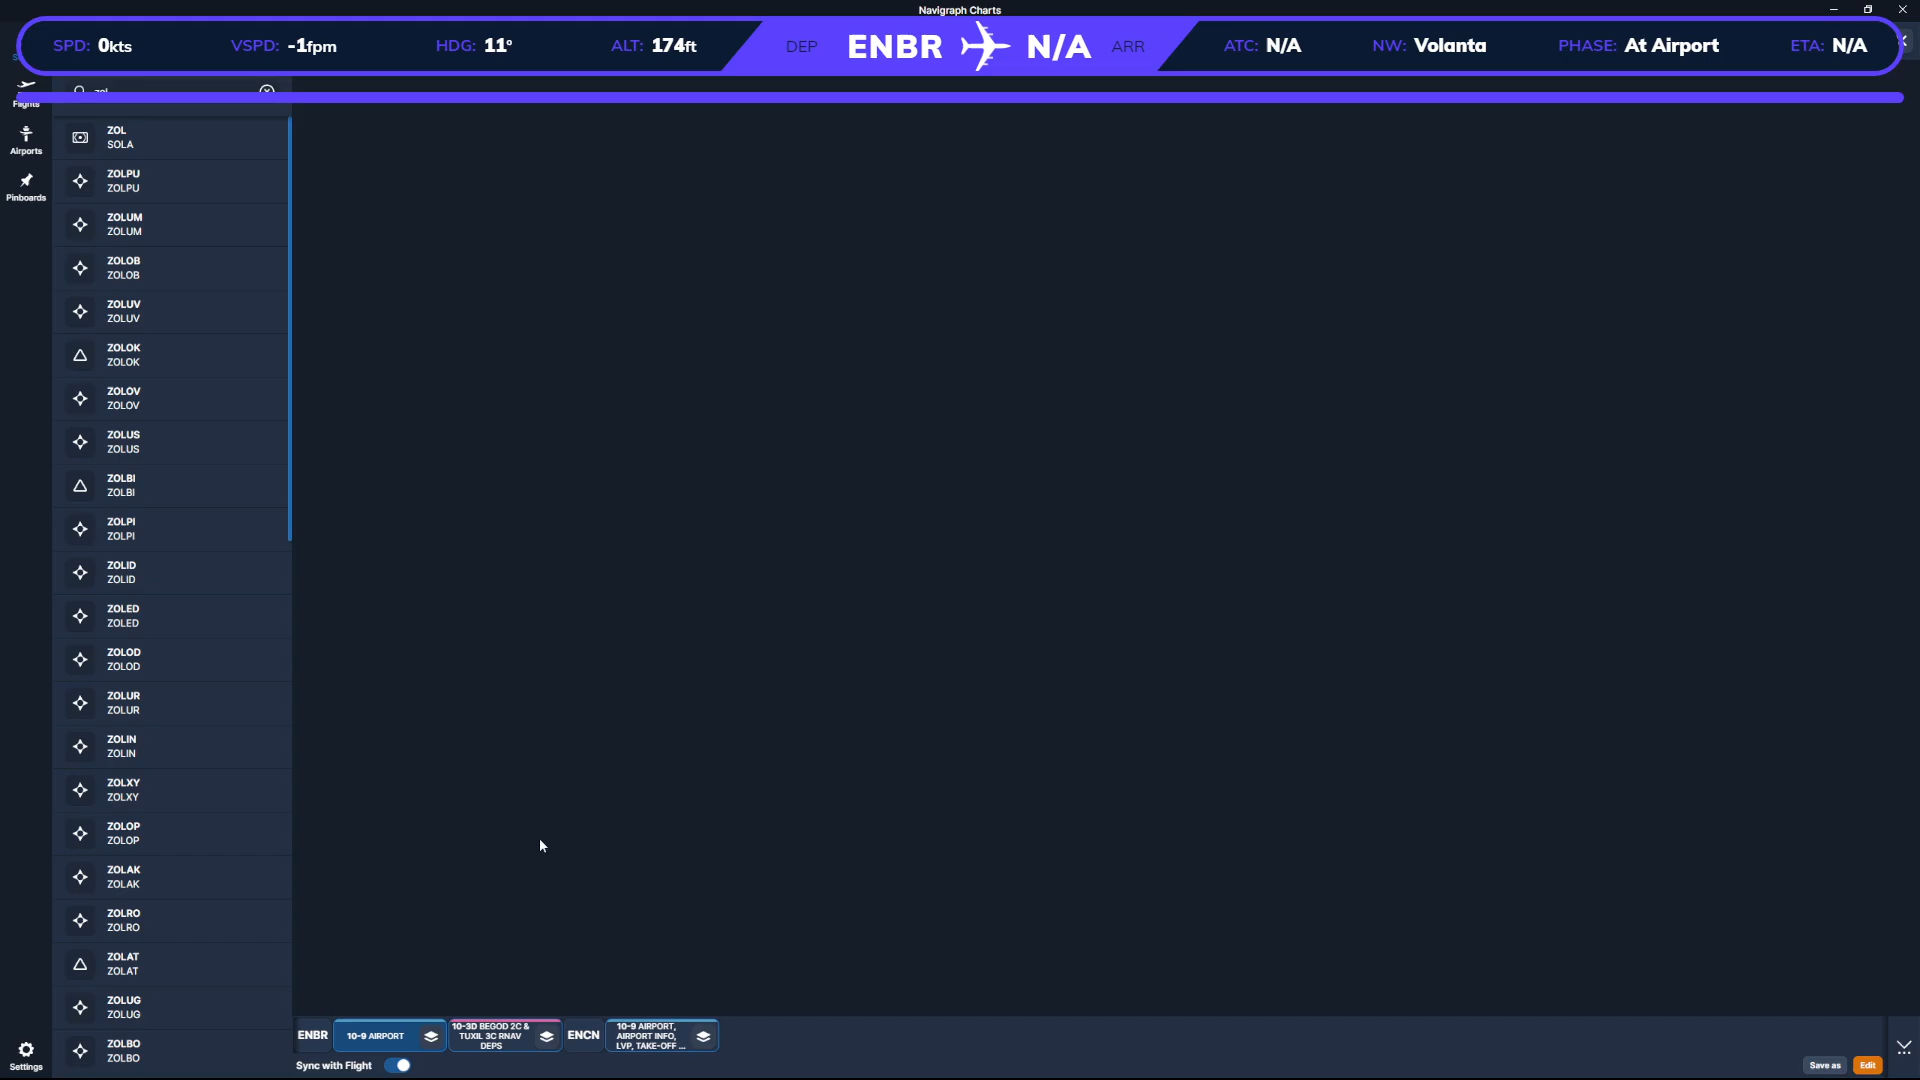 Navigraph Charts
SPD: 0kts
VSPD: -1fpm
HDG: 11°
ALT: 174ft
DEP ENBR N/A ARR
ATC: N/A
NW: Volanta
PHASE: At Airport
ETA: N/A
zol
Flights
Airports
Pinboards
ZOL
SOLA
ZOLPU
ZOLPU
ZOLUM
ZOLUM
ZOLOB
ZOLOB
ZOLUV
ZOLUV
ZOLOK
ZOLOK
ZOLOV
ZOLOV
ZOLUS
ZOLUS
ZOLBI
ZOLBI
ZOLPI
ZOLPI
ZOLID
ZOLID
ZOLED
ZOLED
ZOLOD
ZOLOD
ZOLUR
ZOLUR
ZOLIN
ZOLIN
ZOLXY
ZOLXY
ZOLOP
ZOLOP
ZOLAK
ZOLAK
ZOLRO
ZOLRO
ZOLAT
ZOLAT
ZOLUG
ZOLUG
ZOLBO
ZOLBO
Settings
ENBR
10-9 AIRPORT
10-3D BEGOD 2C &
TUXIL 3C RNAV
DEPS
ENCN
10-9 AIRPORT,
AIRPORT INFO,
LVP, TAKE-OFF ...
Sync with Flight
Save as
Edit